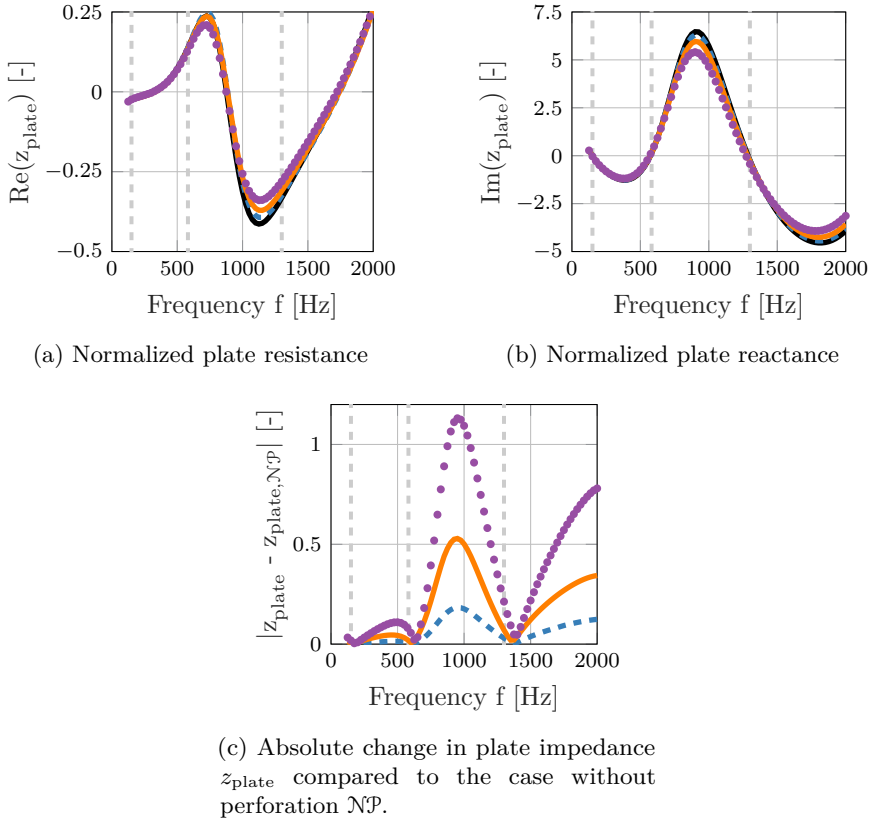 0.25
0
−0.25
−0.5
Re(z_plate) [-]
0 500 1000 1500 2000
Frequency f [Hz]
(a) Normalized plate resistance
7.5
5
2.5
0
−2.5
−5
Im(z_plate) [-]
0 500 1000 1500 2000
Frequency f [Hz]
(b) Normalized plate reactance
1
0.5
0
|z_plate - z_plate,𝒩𝒫| [-]
0 500 1000 1500 2000
Frequency f [Hz]
(c) Absolute change in plate impedance
z_plate compared to the case without
perforation 𝒩𝒫.